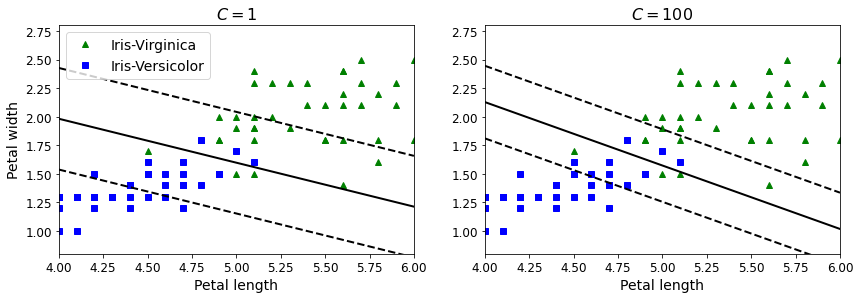 C = 1
Iris-Virginica
Iris-Versicolor
Petal width
2.75
2.50
2.25
2.00
1.75
1.50
1.25
1.00
4.00 4.25 4.50 4.75 5.00 5.25 5.50 5.75 6.00
Petal length
C = 100
2.75
2.50
2.25
2.00
1.75
1.50
1.25
1.00
4.00 4.25 4.50 4.75 5.00 5.25 5.50 5.75 6.00
Petal length